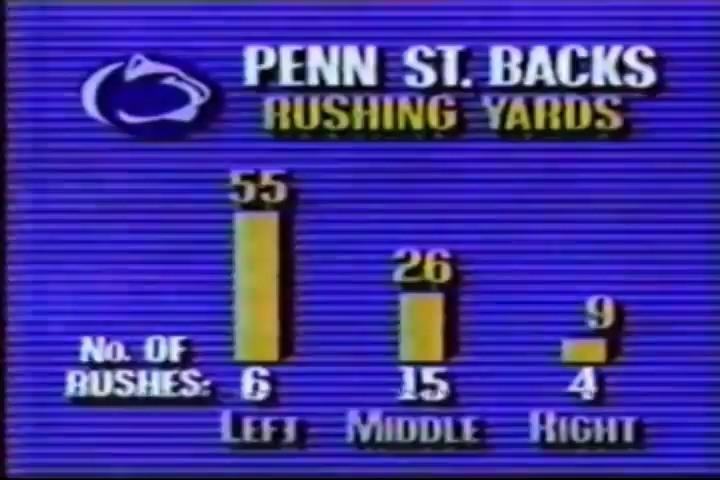 PENN ST. BACKS
RUSHING YARDS
55
26
9
No. OF
RUSHES: 6 15 4
LEFT MIDDLE RIGHT